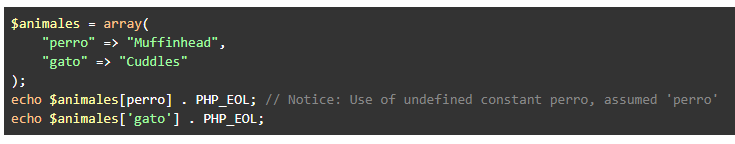 $animales = array(
    "perro" => "Muffinhead",
    "gato" => "Cuddles"
);
echo $animales[perro] . PHP_EOL; // Notice: Use of undefined constant perro, assumed 'perro'
echo $animales['gato'] . PHP_EOL;